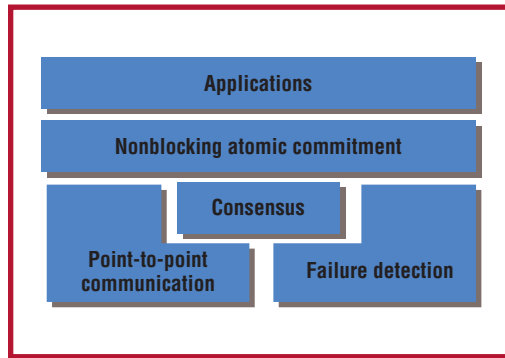 Applications
Nonblocking atomic commitment
Consensus
Point-to-point
communication
Failure detection